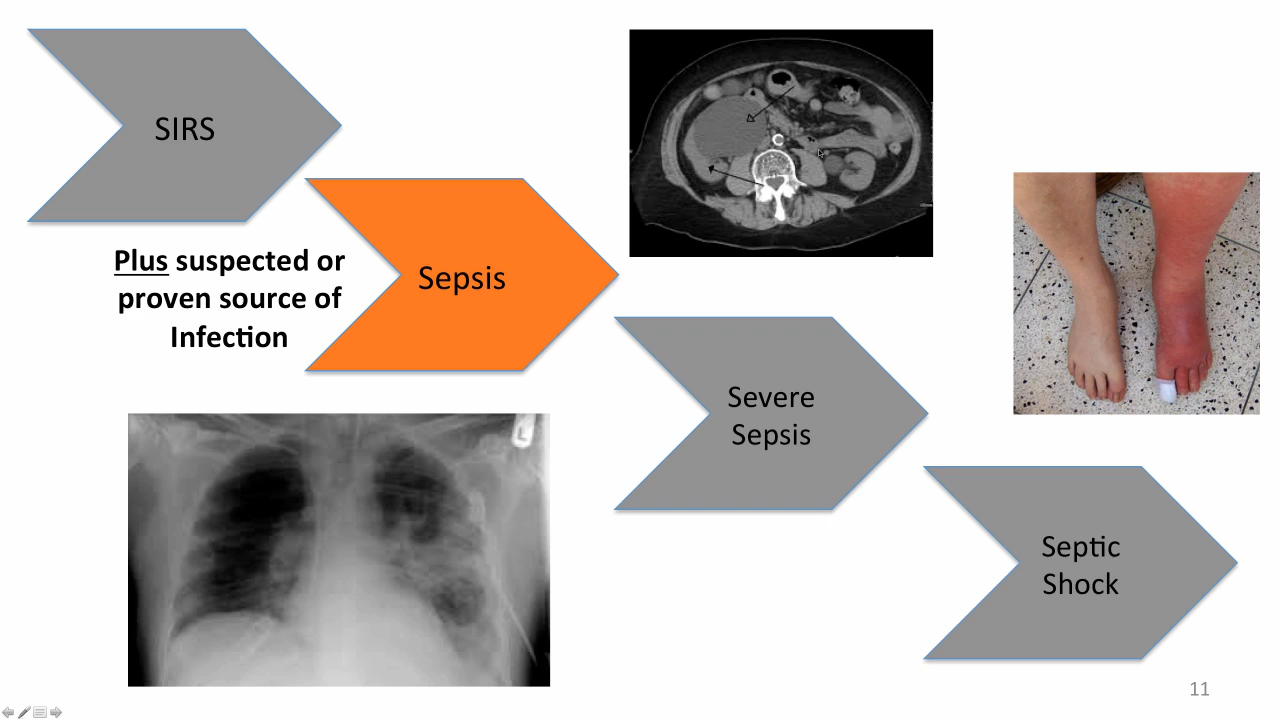 SIRS
Plus suspected or
proven source of
Infection
Sepsis
L
Severe
Sepsis
Septic
Shock
11